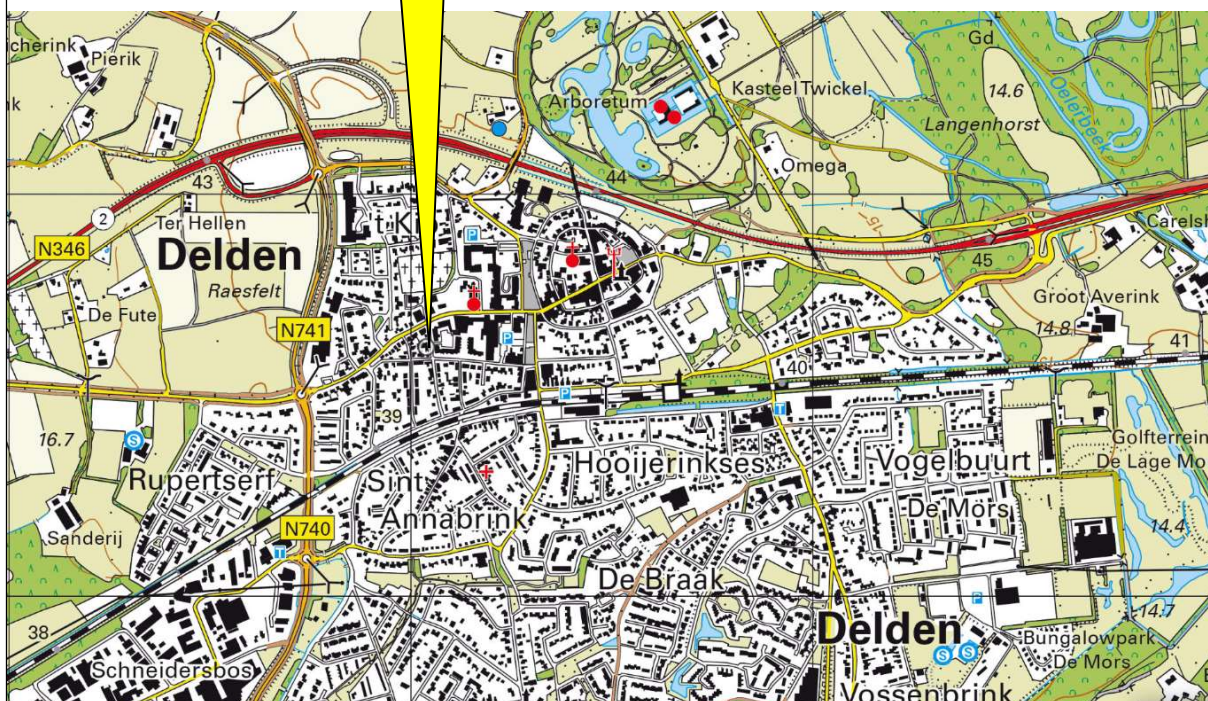 Gd
cherink
Pierik
1
nk
Arboretum
Kasteel Twickel
14.6
Langenhorst
Omega
43
44
2
Ter Hellen
Carelsh
N346
Delden
P
45
Raesfelt
De Fute
Groot Averink
N741
14.8
P
41
40
P
T
39
16.7
S
Rupertserf
Sint
Annabrink
Hooijerinkses
Vogelbuurt
Golfterrein
De Lage Mo
De Mors
Sanderij
N740
T
14.4
De Braak
P
14.7
38
Delden
Bungalowpark
De Mors
S
S
Schneidersbos
Vossenbrink